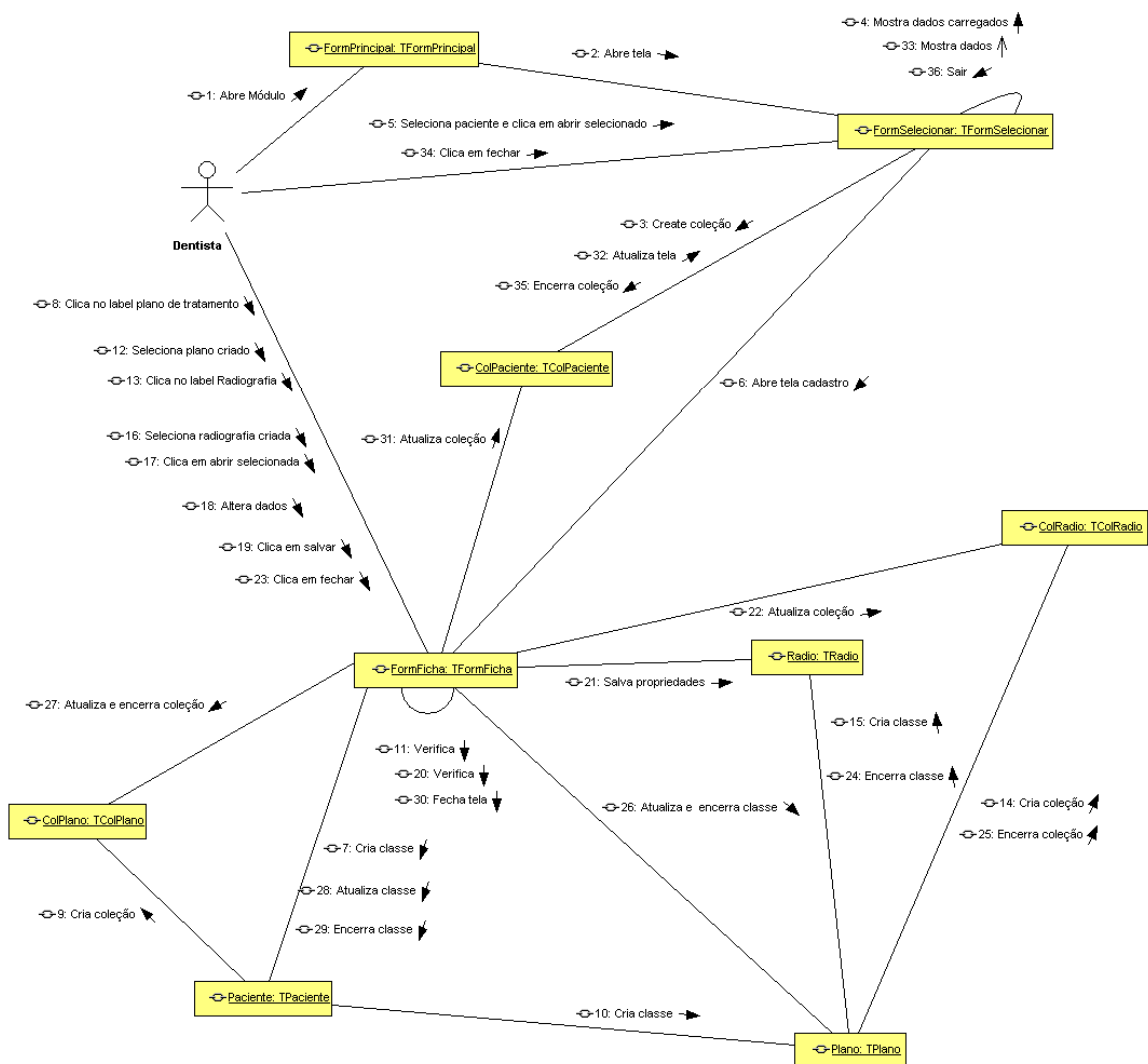 4: Mostra dados carregados
33: Mostra dados
36: Sair
FormPrincipal: TFormPrincipal
2: Abre tela
1: Abre Módulo
5: Seleciona paciente e clica em abrir selecionado
FormSelecionar: TFormSelecionar
34: Clica em fechar
Dentista
3: Create coleção
32: Atualiza tela
35: Encerra coleção
8: Clica no label plano de tratamento
12: Seleciona plano criado
13: Clica no label Radiografia
ColPaciente: TColPaciente
6: Abre tela cadastro
16: Seleciona radiografia criada
31: Atualiza coleção
17: Clica em abrir selecionada
18: Altera dados
19: Clica em salvar
23: Clica em fechar
ColRadio: TColRadio
22: Atualiza coleção
FormFicha: TFormFicha
Radio: TRadio
21: Salva propriedades
27: Atualiza e encerra coleção
15: Cria classe
11: Verifica
20: Verifica
24: Encerra classe
30: Fecha tela
26: Atualiza e  encerra classe
14: Cria coleção
25: Encerra coleção
ColPlano: TColPlano
7: Cria classe
28: Atualiza classe
9: Cria coleção
29: Encerra classe
Paciente: TPaciente
10: Cria classe
Plano: TPlano